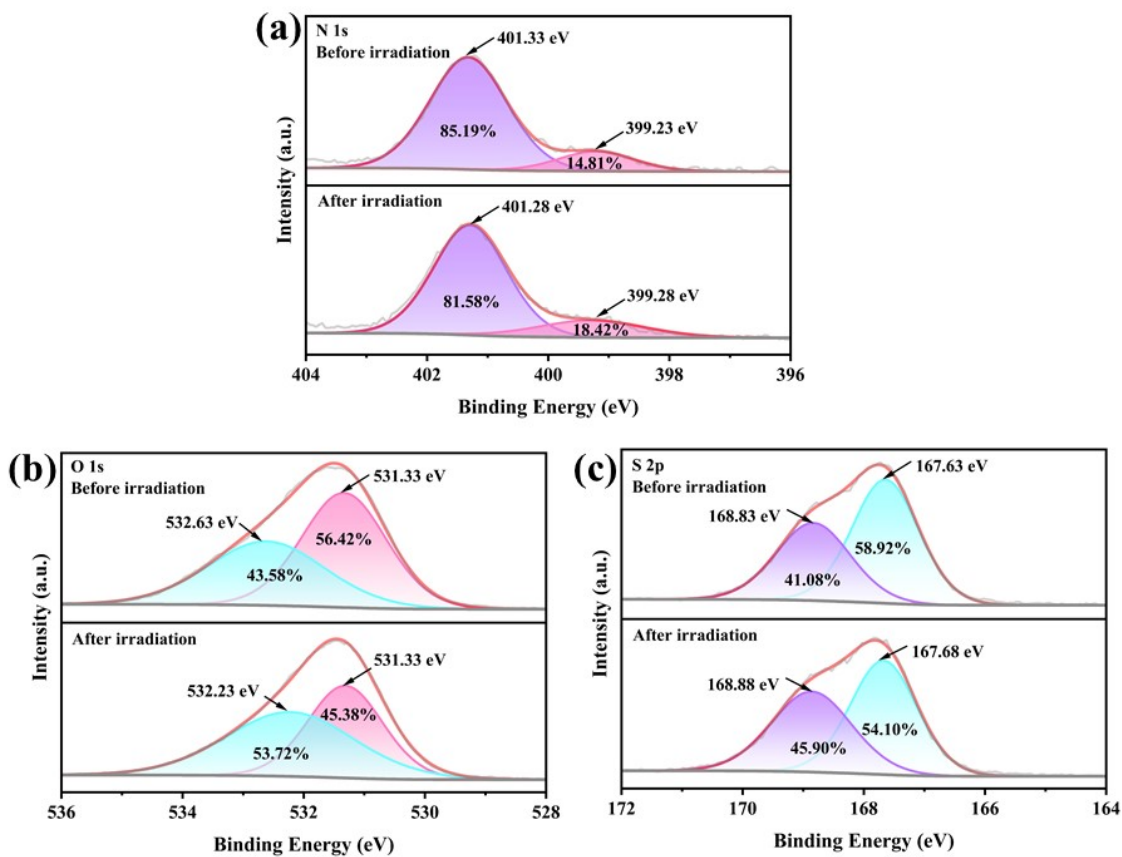 (a)
N 1s
Before irradiation
401.33 eV
85.19%
399.23 eV
14.81%
After irradiation
401.28 eV
81.58%
399.28 eV
18.42%
Intensity (a.u.)
404 402 400 398 396
Binding Energy (eV)
(b)
O 1s
Before irradiation
531.33 eV
532.63 eV
56.42%
43.58%
After irradiation
531.33 eV
532.23 eV
45.38%
53.72%
Intensity (a.u.)
536 534 532 530 528
Binding Energy (eV)
(c)
S 2p
Before irradiation
167.63 eV
168.83 eV
58.92%
41.08%
After irradiation
167.68 eV
168.88 eV
54.10%
45.90%
Intensity (a.u.)
172 170 168 166 164
Binding Energy (eV)